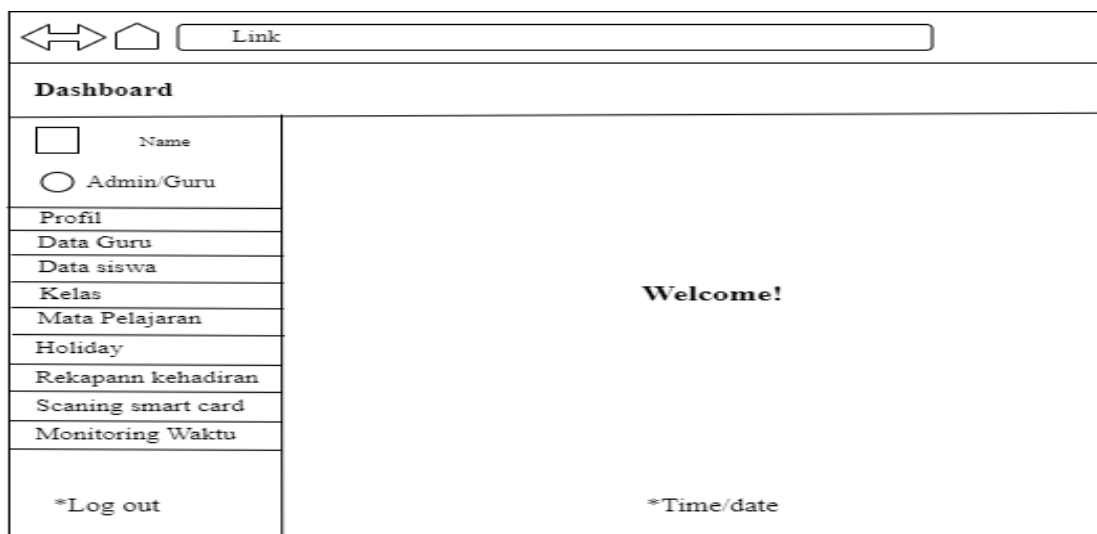 Link
Dashboard
Name
Admin/Guru
Profil
Data Guru
Data siswa
Kelas
Mata Pelajaran
Holiday
Rekapann kehadiran
Scaning smart card
Monitoring Waktu
*Log out
Welcome!
*Time/date